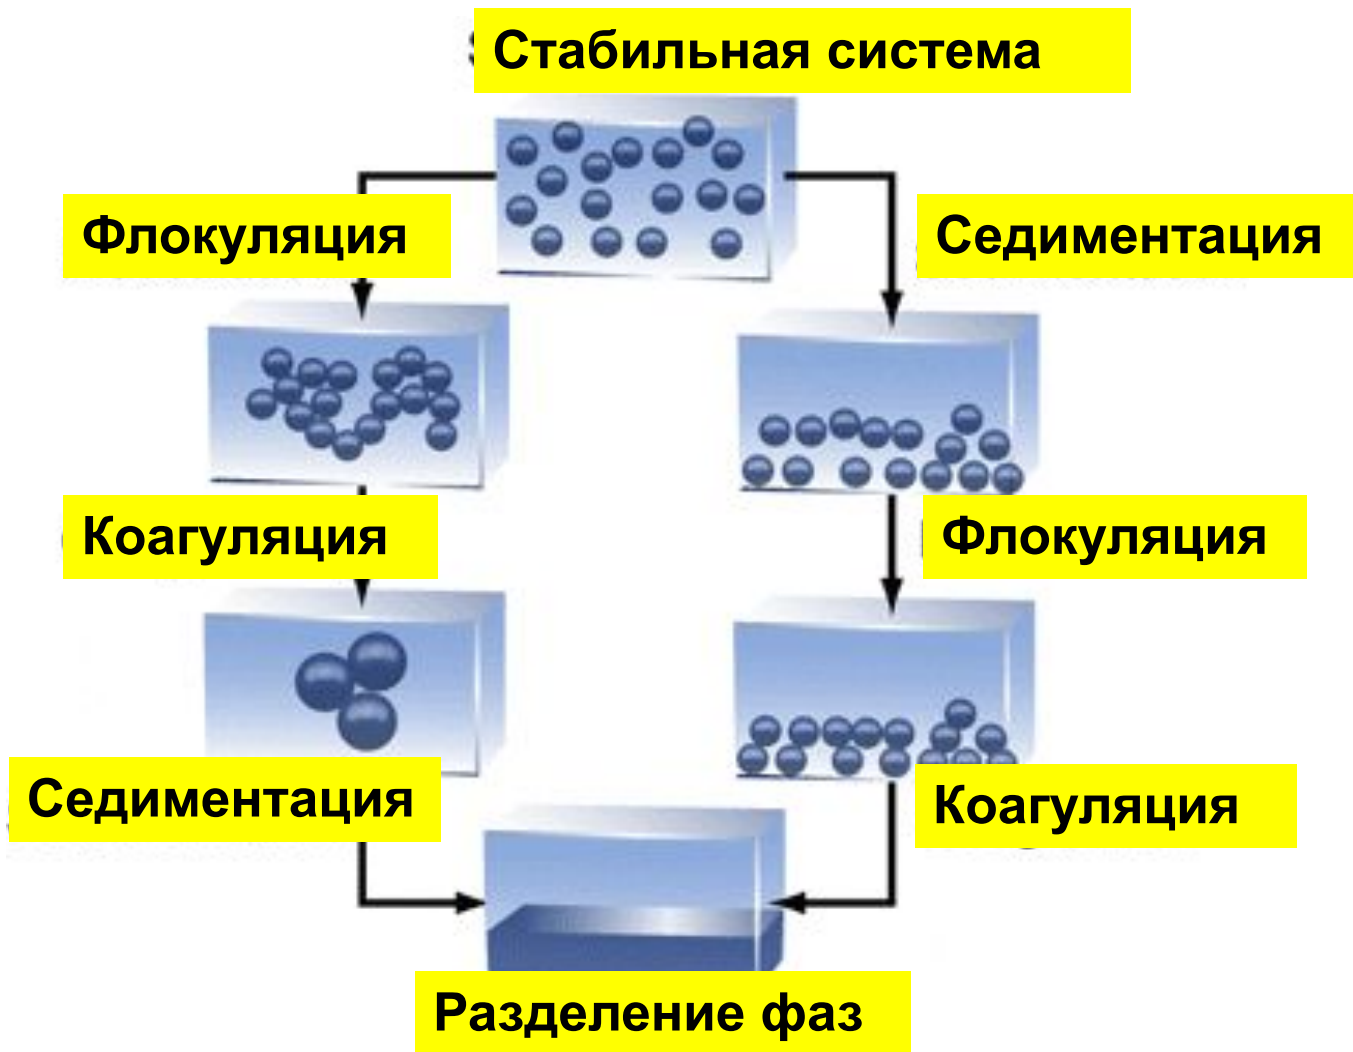 Стабильная система
Флокуляция
Седиментация
Коагуляция
Флокуляция
Седиментация
Коагуляция
Разделение фаз